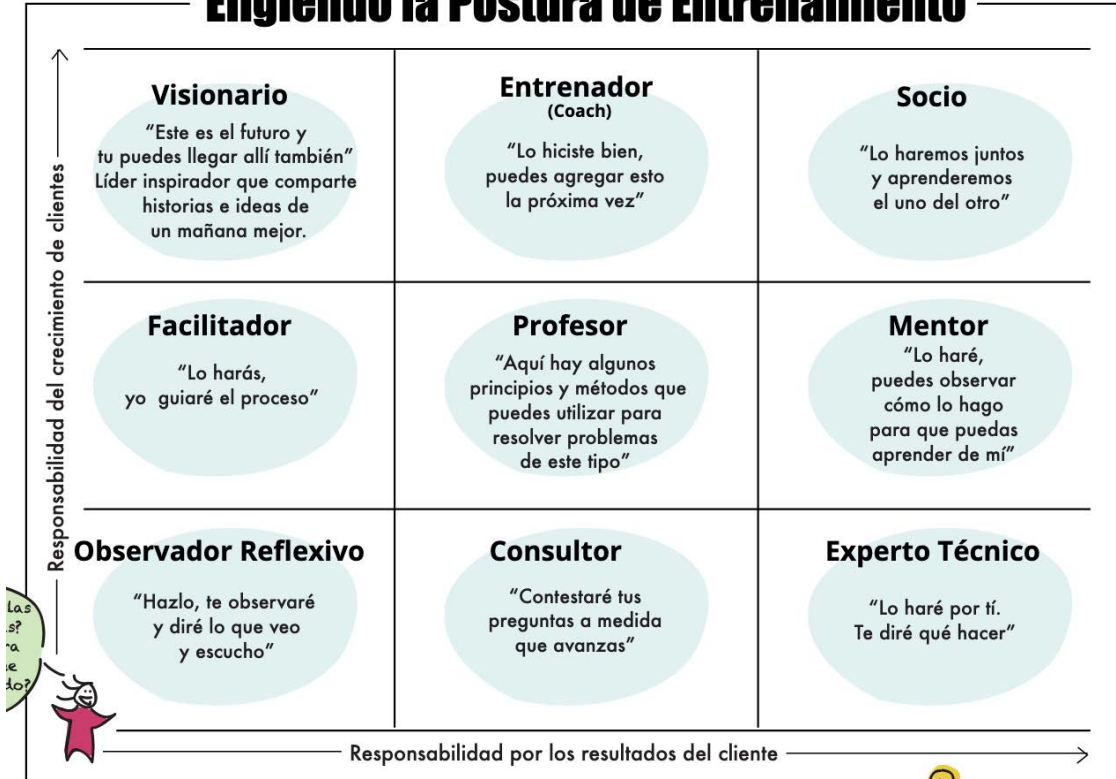 Eligiendo la Postura de Entrenamiento
Visionario
“Este es el futuro y
tu puedes llegar allí también”
Líder inspirador que comparte
historias e ideas de
un mañana mejor.
Entrenador
(Coach)
“Lo hiciste bien,
puedes agregar esto
la próxima vez”
Socio
“Lo haremos juntos
y aprenderemos
el uno del otro”
Facilitador
“Lo harás,
yo guiaré el proceso”
Profesor
“Aquí hay algunos
principios y métodos que
puedes utilizar para
resolver problemas
de este tipo”
Mentor
“Lo haré,
puedes observar
cómo lo hago
para que puedas
aprender de mí”
Observador Reflexivo
“Hazlo, te observaré
y diré lo que veo
y escucho”
Consultor
“Contestaré tus
preguntas a medida
que avanzas”
Experto Técnico
“Lo haré por tí.
Te diré qué hacer”
Responsabilidad del crecimiento de clientes
Responsabilidad por los resultados del cliente
las